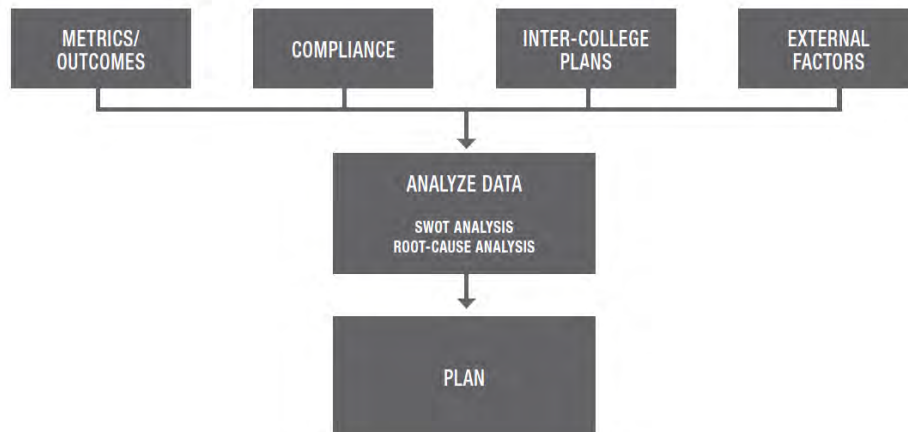 METRICS/
OUTCOMES
COMPLIANCE
INTER-COLLEGE
PLANS
EXTERNAL
FACTORS
ANALYZE DATA
SWOT ANALYSIS
ROOT-CAUSE ANALYSIS
PLAN